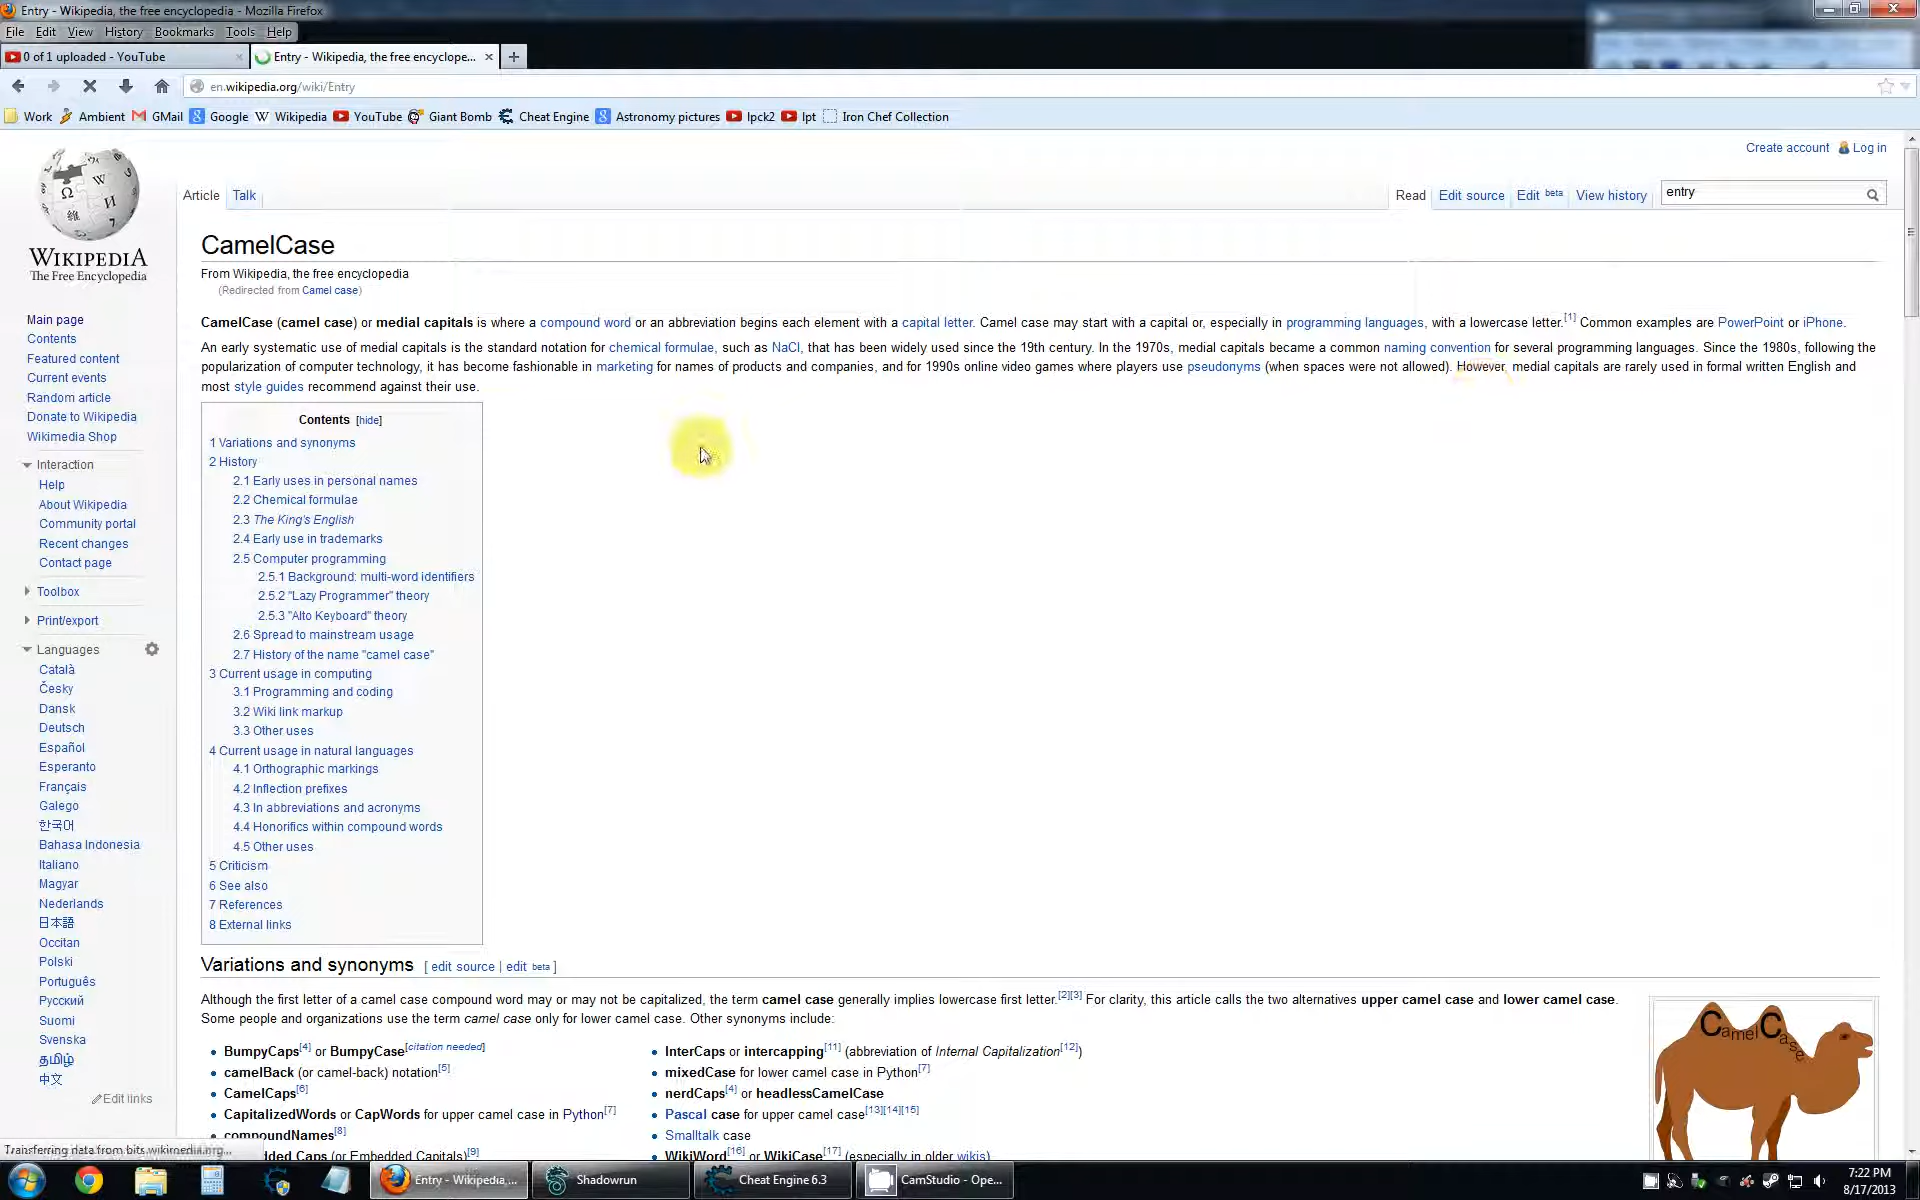 Entry - Wikipedia, the free encyclopedia - Mozilla Firefox
File Edit View History Bookmarks Tools Help
0 of 1 uploaded - YouTube
Entry - Wikipedia, the free encyclope...
en.wikipedia.org/wiki/Entry
Work Ambient GMail Google Wikipedia YouTube Giant Bomb Cheat Engine Astronomy pictures lpck2 lpt Iron Chef Collection
Create account Log in
Article Talk
Read Edit source Edit beta View history entry
WIKIPEDIA
The Free Encyclopedia
Main page
Contents
Featured content
Current events
Random article
Donate to Wikipedia
Wikimedia Shop
Interaction
Help
About Wikipedia
Community portal
Recent changes
Contact page
Toolbox
Print/export
Languages
Català
Česky
Dansk
Deutsch
Español
Esperanto
Français
Galego
한국어
Bahasa Indonesia
Italiano
Magyar
Nederlands
日本語
Occitan
Polski
Português
Русский
Suomi
Svenska
தமிழ்
中文
Edit links
CamelCase
From Wikipedia, the free encyclopedia
(Redirected from Camel case)
CamelCase (camel case) or medial capitals is where a compound word or an abbreviation begins each element with a capital letter. Camel case may start with a capital or, especially in programming languages, with a lowercase letter.[1] Common examples are PowerPoint or iPhone.
An early systematic use of medial capitals is the standard notation for chemical formulae, such as NaCl, that has been widely used since the 19th century. In the 1970s, medial capitals became a common naming convention for several programming languages. Since the 1980s, following the
popularization of computer technology, it has become fashionable in marketing for names of products and companies, and for 1990s online video games where players use pseudonyms (when spaces were not allowed). However, medial capitals are rarely used in formal written English and
most style guides recommend against their use.
Contents [hide]
1 Variations and synonyms
2 History
2.1 Early uses in personal names
2.2 Chemical formulae
2.3 The King's English
2.4 Early use in trademarks
2.5 Computer programming
2.5.1 Background: multi-word identifiers
2.5.2 "Lazy Programmer" theory
2.5.3 "Alto Keyboard" theory
2.6 Spread to mainstream usage
2.7 History of the name "camel case"
3 Current usage in computing
3.1 Programming and coding
3.2 Wiki link markup
3.3 Other uses
4 Current usage in natural languages
4.1 Orthographic markings
4.2 Inflection prefixes
4.3 In abbreviations and acronyms
4.4 Honorifics within compound words
4.5 Other uses
5 Criticism
6 See also
7 References
8 External links
Variations and synonyms [ edit source | edit beta ]
Although the first letter of a camel case compound word may or may not be capitalized, the term camel case generally implies lowercase first letter.[2][3] For clarity, this article calls the two alternatives upper camel case and lower camel case.
Some people and organizations use the term camel case only for lower camel case. Other synonyms include:
BumpyCaps[4] or BumpyCase[citation needed]
camelBack (or camel-back) notation[5]
CamelCaps[6]
CapitalizedWords or CapWords for upper camel case in Python[7]
compoundNames[8]
dded Caps (or Embedded Capitals)[9]
InterCaps or intercapping[11] (abbreviation of Internal Capitalization[12])
mixedCase for lower camel case in Python[7]
nerdCaps[4] or headlessCamelCase
Pascal case for upper camel case[13][14][15]
Smalltalk case
WikiWord[16] or WikiCase[17] (especially in older wikis)
CamelCase
Transferring data from bits.wikimedia.org...
Entry - Wikipedia,... Shadowrun Cheat Engine 6.3 CamStudio - Ope...
7:22 PM
8/17/2013